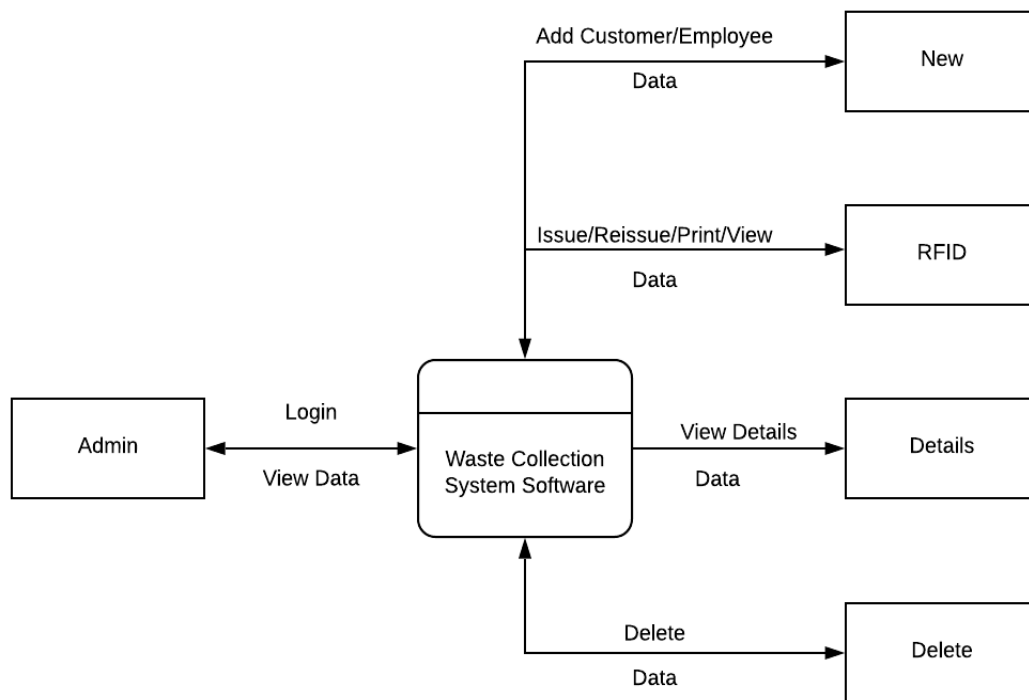 Add Customer/Employee
Data
New
Issue/Reissue/Print/View
Data
RFID
Admin
Login
View Data
Waste Collection
System Software
View Details
Data
Details
Delete
Data
Delete